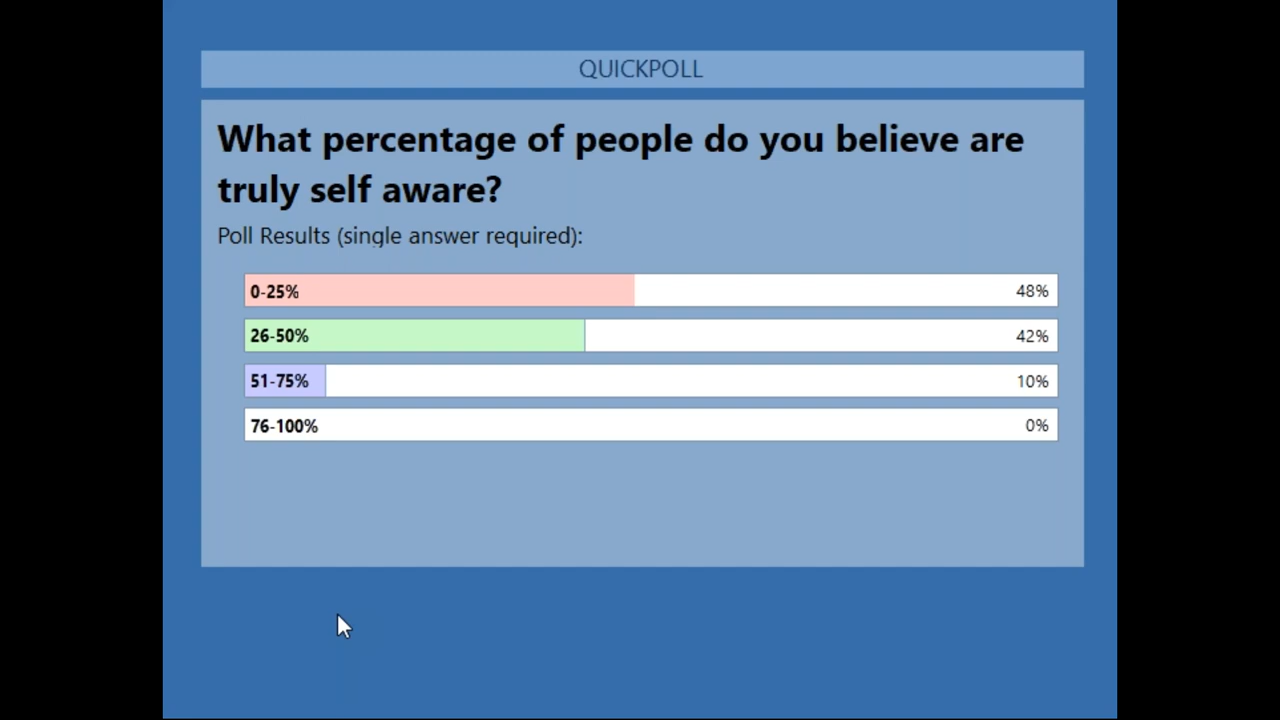 QUICKPOLL
What percentage of people do you believe are
truly self aware?
Poll Results (single answer required):
0-25% 48%
26-50% 42%
51-75% 10%
76-100% 0%